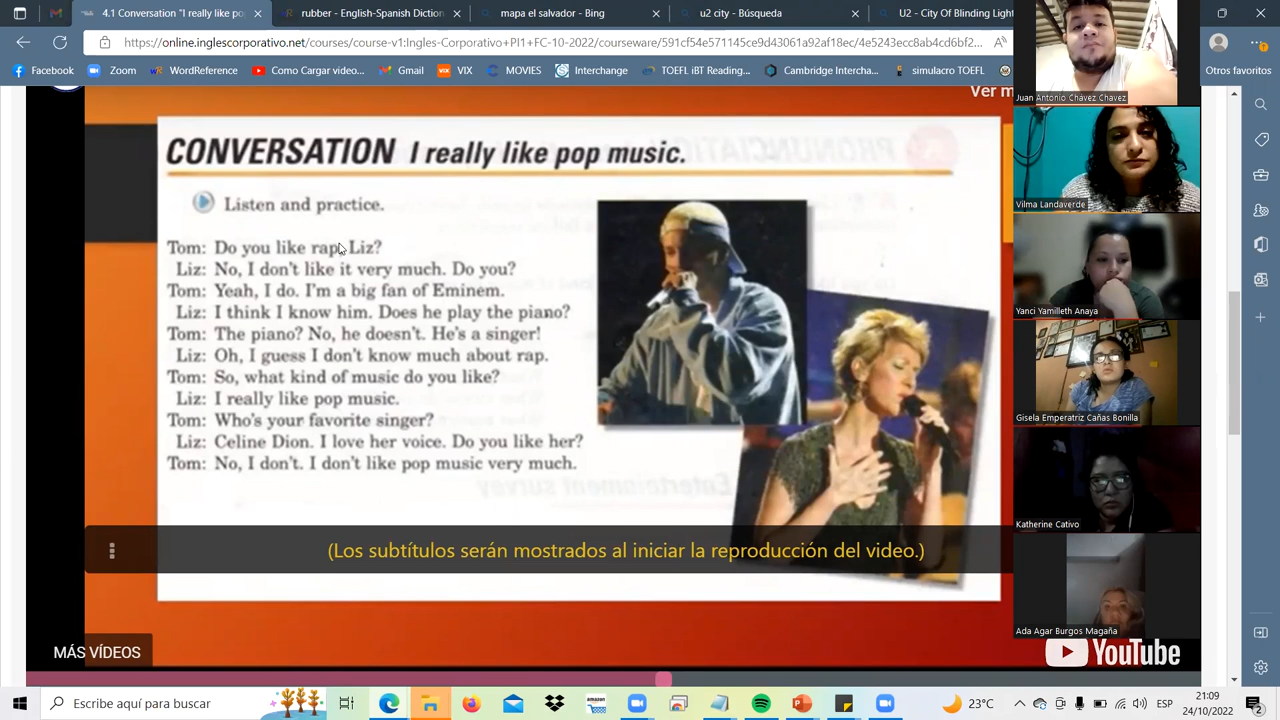 4.1 Conversation "I really like pop
rubber - English-Spanish Diction
mapa el salvador - Bing
u2 city - Búsqueda
U2 - City Of Blinding Light
https://online.inglescorporativo.net/courses/course-v1:Ingles-Corporativo+PI1+FC-10-2022/courseware/591cf54e571145ce9d43061a92af18ec/4e5243ecc8ab4cd6bf2...
Facebook
Zoom
WordReference
Como Cargar video...
Gmail
VIX
MOVIES
Interchange
TOEFL iBT Reading...
Cambridge Intercha...
simulacro TOEFL
Otros favoritos
Ver m
CONVERSATION I really like pop music.
Listen and practice.
Tom: Do you like rap, Liz?
Liz: No, I don't like it very much. Do you?
Tom: Yeah, I do. I'm a big fan of Eminem.
Liz: I think I know him. Does he play the piano?
Tom: The piano? No, he doesn't. He's a singer!
Liz: Oh, I guess I don't know much about rap.
Tom: So, what kind of music do you like?
Liz: I really like pop music.
Tom: Who's your favorite singer?
Liz: Celine Dion. I love her voice. Do you like her?
Tom: No, I don't. I don't like pop music very much.
(Los subtítulos serán mostrados al iniciar la reproducción del video.)
MÁS VÍDEOS
YouTube
Juan Antonio Chávez Chavez
Vilma Landaverde
Yanci Yamilleth Anaya
Gisela Emperatriz Cañas Bonilla
Katherine Cativo
Ada Agar Burgos Magaña
Escribe aquí para buscar
23°C
ESP
21:09
24/10/2022
2